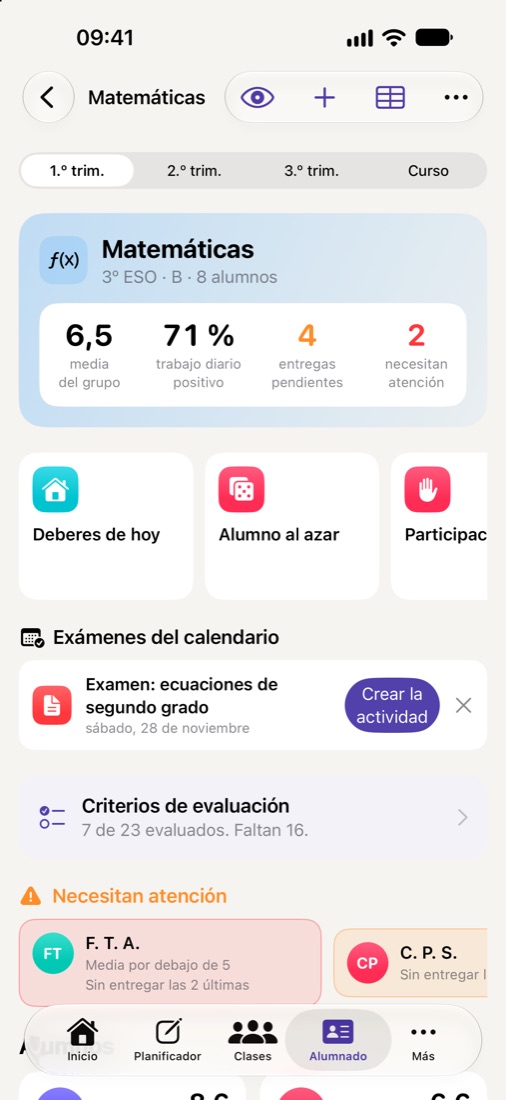 09:41
Matemáticas
1.º trim.
2.º trim.
3.º trim.
Curso
f(x)
Matemáticas
3º ESO · B · 8 alumnos
6,5
media
del grupo
71 %
trabajo diario
positivo
4
entregas
pendientes
2
necesitan
atención
Deberes de hoy
Alumno al azar
Participac
Exámenes del calendario
Examen: ecuaciones de
segundo grado
sábado, 28 de noviembre
Crear la
actividad
Criterios de evaluación
7 de 23 evaluados. Faltan 16.
Necesitan atención
FT
F. T. A.
Media por debajo de 5
Sin entregar las 2 últimas
CP
C. P. S.
Sin entregar l
Inicio
Planificador
Clases
Alumnado
Más